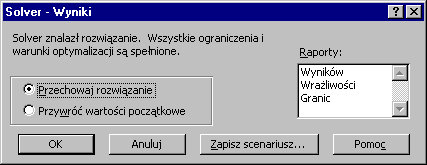 Solver - Wyniki
Solver znalazł rozwiązanie. Wszystkie ograniczenia i
warunki optymalizacji są spełnione.
Raporty:
Wyników
Wrażliwości
Granic
Przechowaj rozwiązanie
Przywróć wartości początkowe
OK
Anuluj
Zapisz scenariusz...
Pomoc